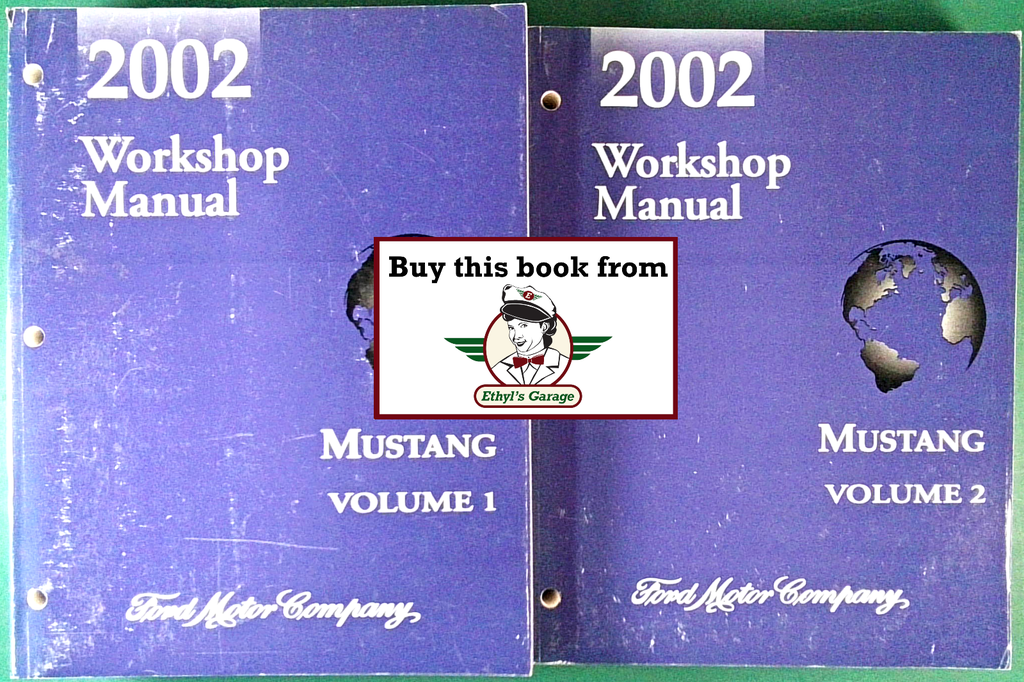 2002
Workshop
Manual
MUSTANG
VOLUME 1
Ford Motor Company
Buy this book from
E
Ethyl's Garage
2002
Workshop
Manual
MUSTANG
VOLUME 2
Ford Motor Company